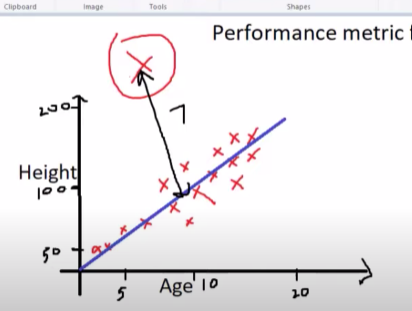 Clipboard Image Tools Shapes
Performance metric f
200
Height
100
50
5 Age 10 20